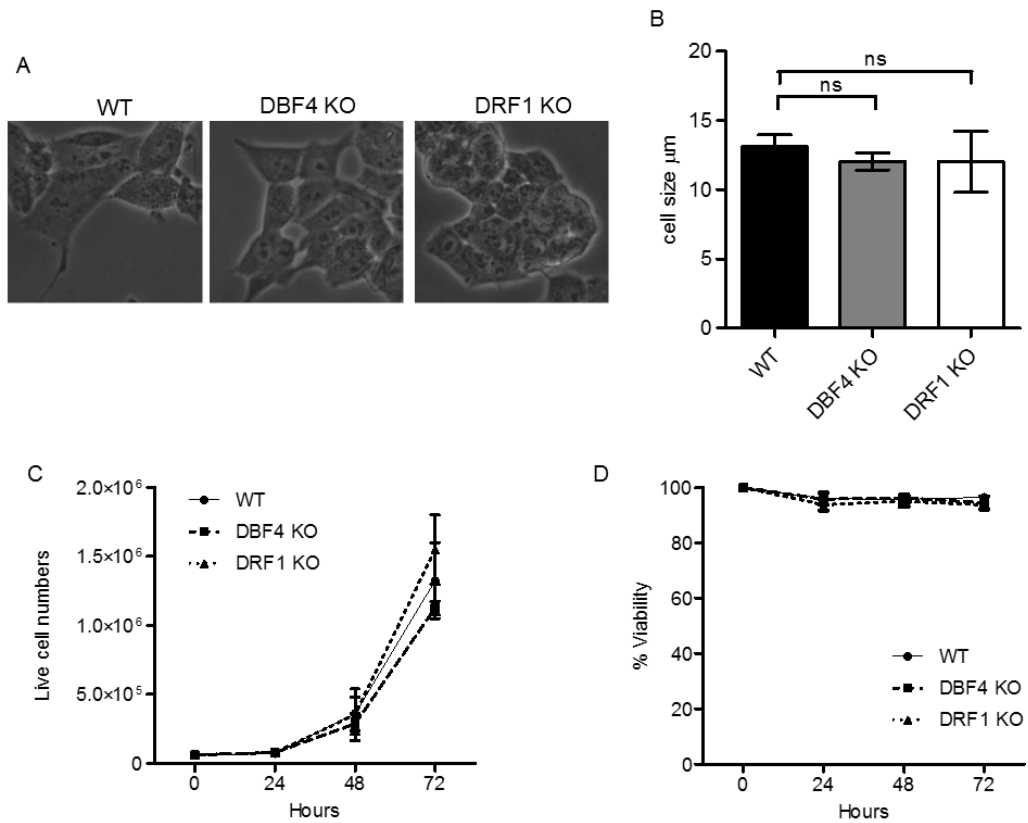 A
WT
DBF4 KO
DRF1 KO
B
20
15
10
5
0
cell size µm
ns
ns
WT
DBF4 KO
DRF1 KO
C
2.0×10⁶
1.5×10⁶
1.0×10⁶
5.0×10⁵
0
Live cell numbers
WT
DBF4 KO
DRF1 KO
0
24
48
72
Hours
D
100
80
60
40
20
0
% Viability
WT
DBF4 KO
DRF1 KO
0
24
48
72
Hours